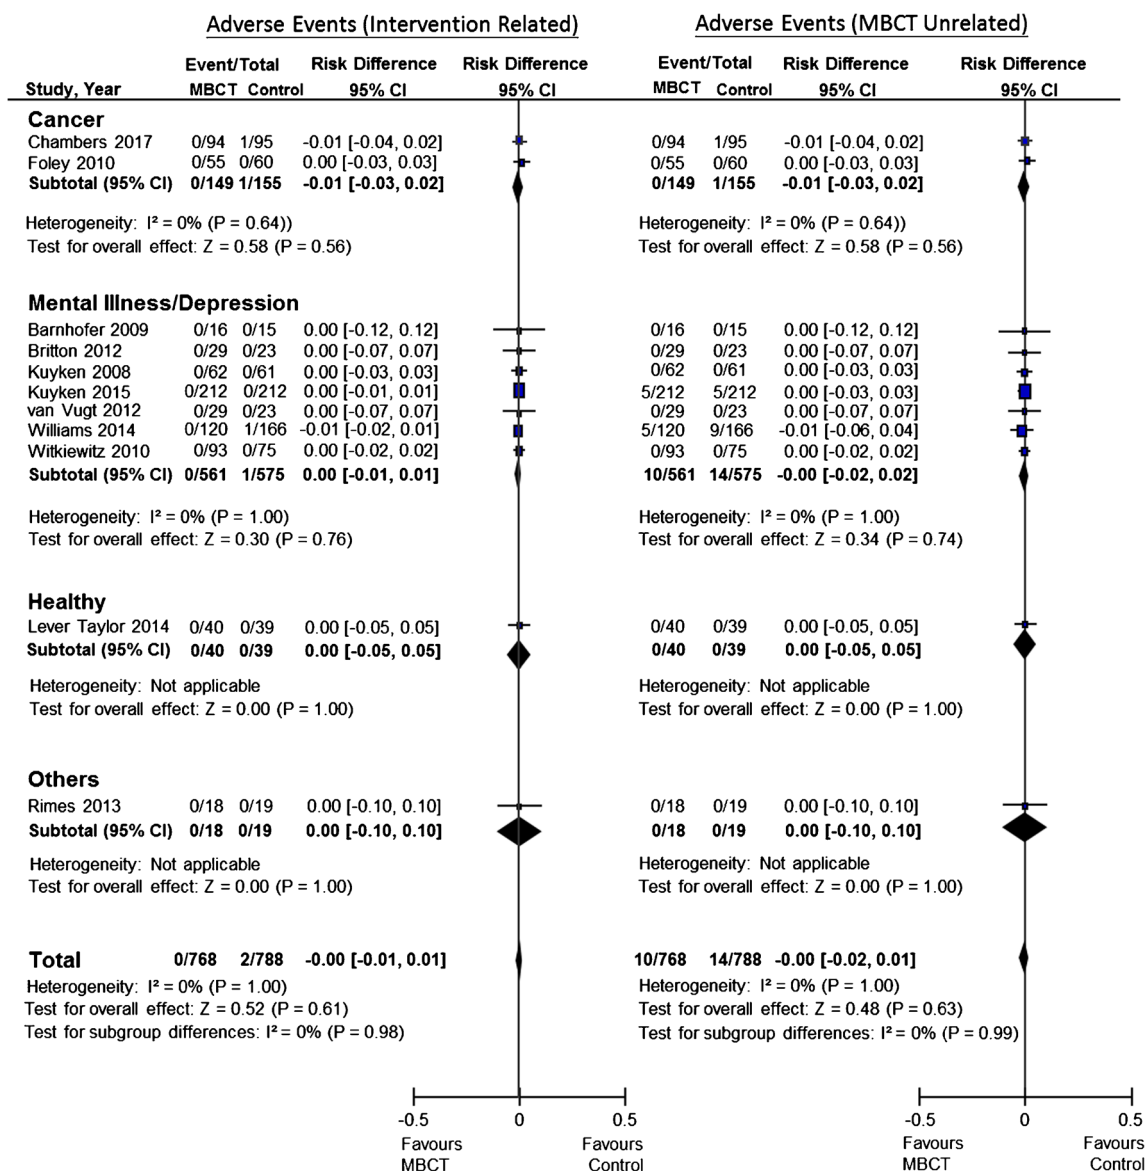 Adverse Events (Intervention Related) Adverse Events (MBCT Unrelated)
Event/Total Risk Difference Risk Difference Event/Total Risk Difference Risk Difference
Study, Year MBCT Control 95% CI 95% CI MBCT Control 95% CI 95% CI
Cancer
Chambers 2017 0/94 1/95 -0.01 [-0.04, 0.02] 0/94 1/95 -0.01 [-0.04, 0.02]
Foley 2010 0/55 0/60 0.00 [-0.03, 0.03] 0/55 0/60 0.00 [-0.03, 0.03]
Subtotal (95% CI) 0/149 1/155 -0.01 [-0.03, 0.02] 0/149 1/155 -0.01 [-0.03, 0.02]
Heterogeneity: I² = 0% (P = 0.64)) Heterogeneity: I² = 0% (P = 0.64))
Test for overall effect: Z = 0.58 (P = 0.56) Test for overall effect: Z = 0.58 (P = 0.56)
Mental Illness/Depression
Barnhofer 2009 0/16 0/15 0.00 [-0.12, 0.12] 0/16 0/15 0.00 [-0.12, 0.12]
Britton 2012 0/29 0/23 0.00 [-0.07, 0.07] 0/29 0/23 0.00 [-0.07, 0.07]
Kuyken 2008 0/62 0/61 0.00 [-0.03, 0.03] 0/62 0/61 0.00 [-0.03, 0.03]
Kuyken 2015 0/212 0/212 0.00 [-0.01, 0.01] 5/212 5/212 0.00 [-0.03, 0.03]
van Vugt 2012 0/29 0/23 0.00 [-0.07, 0.07] 0/29 0/23 0.00 [-0.07, 0.07]
Williams 2014 0/120 1/166 -0.01 [-0.02, 0.01] 5/120 9/166 -0.01 [-0.06, 0.04]
Witkiewitz 2010 0/93 0/75 0.00 [-0.02, 0.02] 0/93 0/75 0.00 [-0.02, 0.02]
Subtotal (95% CI) 0/561 1/575 0.00 [-0.01, 0.01] 10/561 14/575 -0.00 [-0.02, 0.02]
Heterogeneity: I² = 0% (P = 1.00) Heterogeneity: I² = 0% (P = 1.00)
Test for overall effect: Z = 0.30 (P = 0.76) Test for overall effect: Z = 0.34 (P = 0.74)
Healthy
Lever Taylor 2014 0/40 0/39 0.00 [-0.05, 0.05] 0/40 0/39 0.00 [-0.05, 0.05]
Subtotal (95% CI) 0/40 0/39 0.00 [-0.05, 0.05] 0/40 0/39 0.00 [-0.05, 0.05]
Heterogeneity: Not applicable Heterogeneity: Not applicable
Test for overall effect: Z = 0.00 (P = 1.00) Test for overall effect: Z = 0.00 (P = 1.00)
Others
Rimes 2013 0/18 0/19 0.00 [-0.10, 0.10] 0/18 0/19 0.00 [-0.10, 0.10]
Subtotal (95% CI) 0/18 0/19 0.00 [-0.10, 0.10] 0/18 0/19 0.00 [-0.10, 0.10]
Heterogeneity: Not applicable Heterogeneity: Not applicable
Test for overall effect: Z = 0.00 (P = 1.00) Test for overall effect: Z = 0.00 (P = 1.00)
Total 0/768 2/788 -0.00 [-0.01, 0.01] 10/768 14/788 -0.00 [-0.02, 0.01]
Heterogeneity: I² = 0% (P = 1.00) Heterogeneity: I² = 0% (P = 1.00)
Test for overall effect: Z = 0.52 (P = 0.61) Test for overall effect: Z = 0.48 (P = 0.63)
Test for subgroup differences: I² = 0% (P = 0.98) Test for subgroup differences: I² = 0% (P = 0.99)
-0.5 0 0.5 -0.5 0 0.5
Favours Favours Favours Favours
MBCT Control MBCT Control